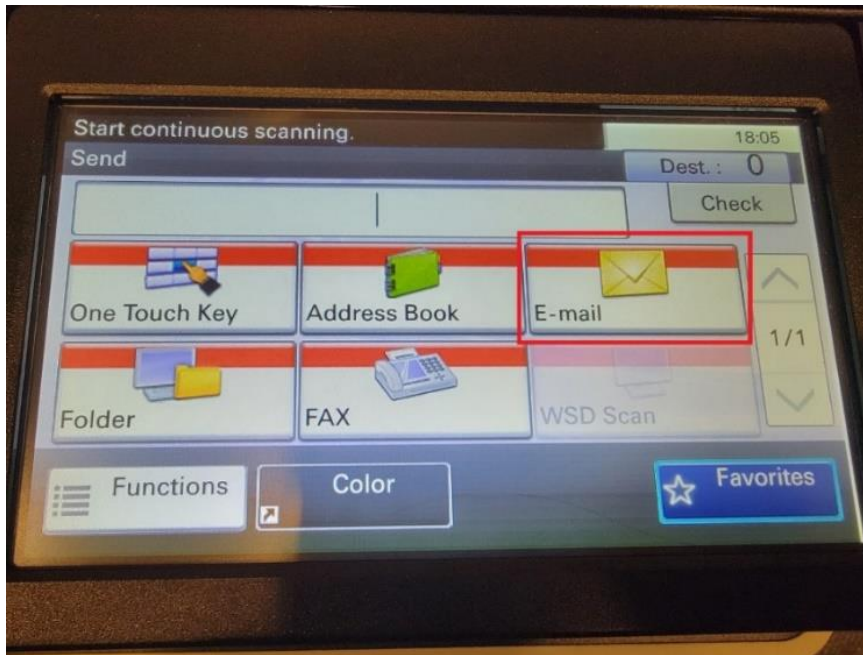 Start continuous scanning.
18:05
Send
Dest. : 0
Check
One Touch Key
Address Book
E-mail
1/1
Folder
FAX
WSD Scan
Functions
Color
Favorites